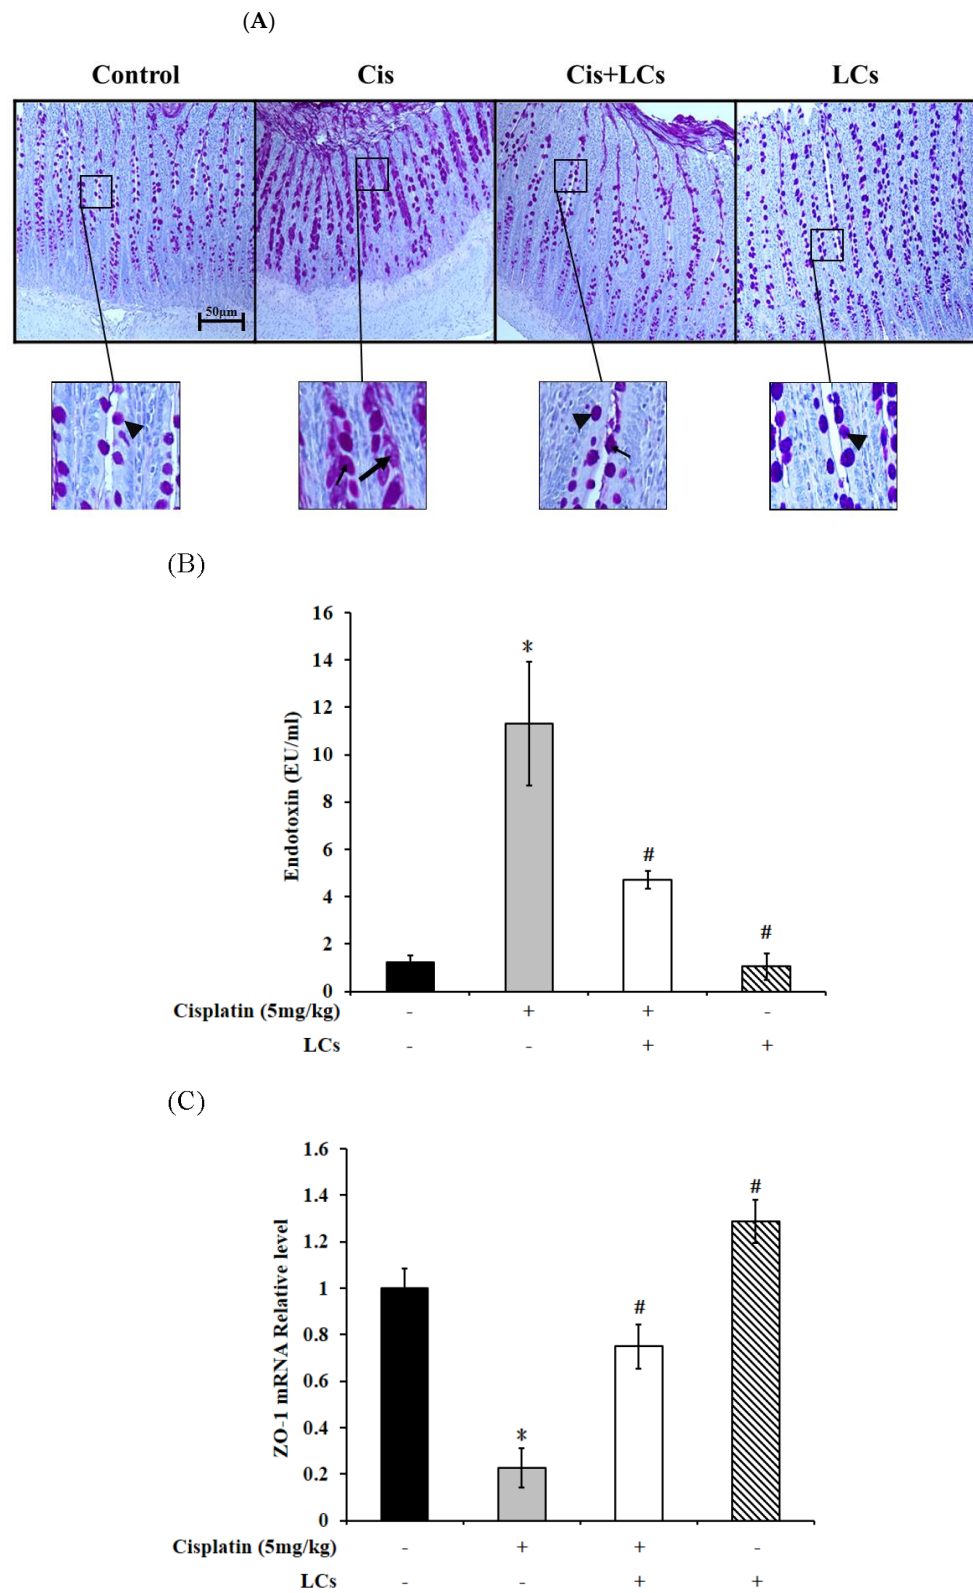 (A)
Control Cis Cis+LCs LCs
50µm
(B)
16
14
12
10
8
6
4
2
0
Endotoxin (EU/ml)
*
#
#
Cisplatin (5mg/kg) - + + -
LCs - - + +
(C)
1.6
1.4
1.2
1
0.8
0.6
0.4
0.2
0
ZO-1 mRNA Relative level
*
#
#
Cisplatin (5mg/kg) - + + -
LCs - - + +